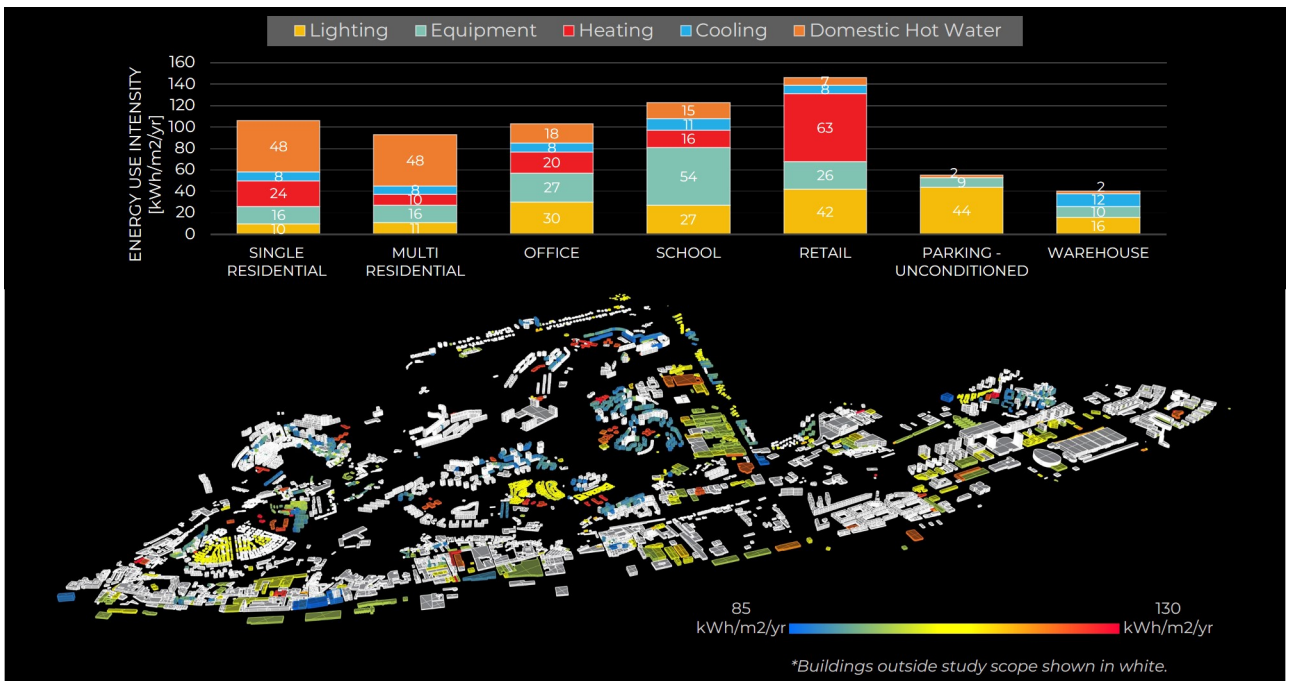 Lighting Equipment Heating Cooling Domestic Hot Water
ENERGY USE INTENSITY
[kWh/m2/yr]
160
140
120
100
80
60
40
20
0
48
8
24
16
10
48
8
10
16
11
18
8
20
27
30
15
11
16
54
27
7
8
63
26
42
2
9
44
2
12
10
16
SINGLE
RESIDENTIAL
MULTI
RESIDENTIAL
OFFICE
SCHOOL
RETAIL
PARKING -
UNCONDITIONED
WAREHOUSE
85
kWh/m2/yr
130
kWh/m2/yr
*Buildings outside study scope shown in white.